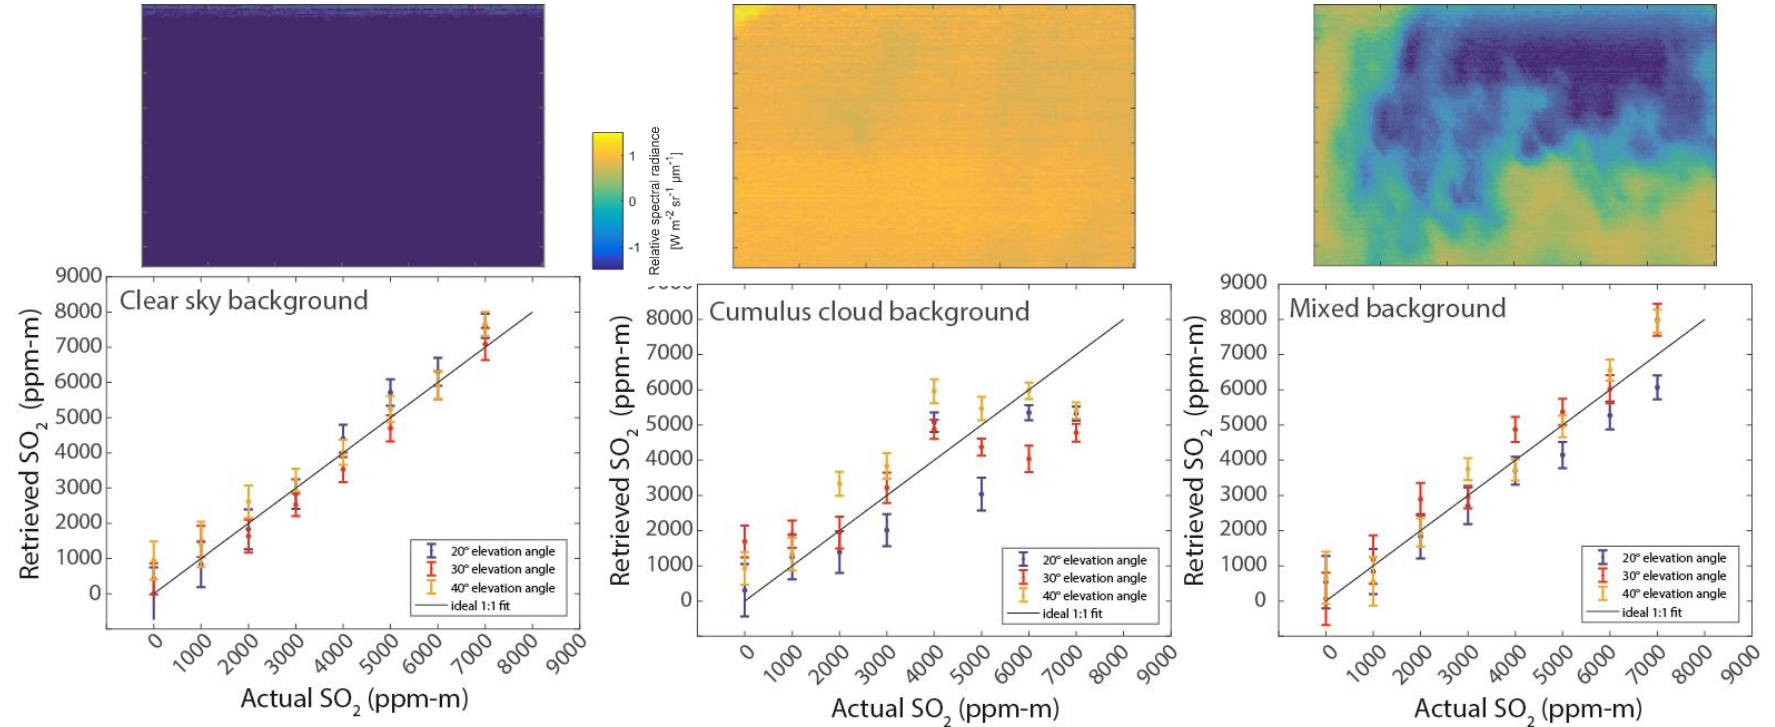 1
0
-1
Relative spectral radiance
[W m-2 sr-1 μm-1]
Clear sky background
9000
8000
7000
6000
5000
4000
3000
2000
1000
0
Retrieved SO2 (ppm-m)
20° elevation angle
30° elevation angle
40° elevation angle
ideal 1:1 fit
0 1000 2000 3000 4000 5000 6000 7000 8000 9000
Actual SO2 (ppm-m)
Cumulus cloud background
9000
8000
7000
6000
5000
4000
3000
2000
1000
0
Retrieved SO2 (ppm-m)
20° elevation angle
30° elevation angle
40° elevation angle
ideal 1:1 fit
0 1000 2000 3000 4000 5000 6000 7000 8000 9000
Actual SO2 (ppm-m)
Mixed background
9000
8000
7000
6000
5000
4000
3000
2000
1000
0
Retrieved SO2 (ppm-m)
20° elevation angle
30° elevation angle
40° elevation angle
ideal 1:1 fit
0 1000 2000 3000 4000 5000 6000 7000 8000 9000
Actual SO2 (ppm-m)